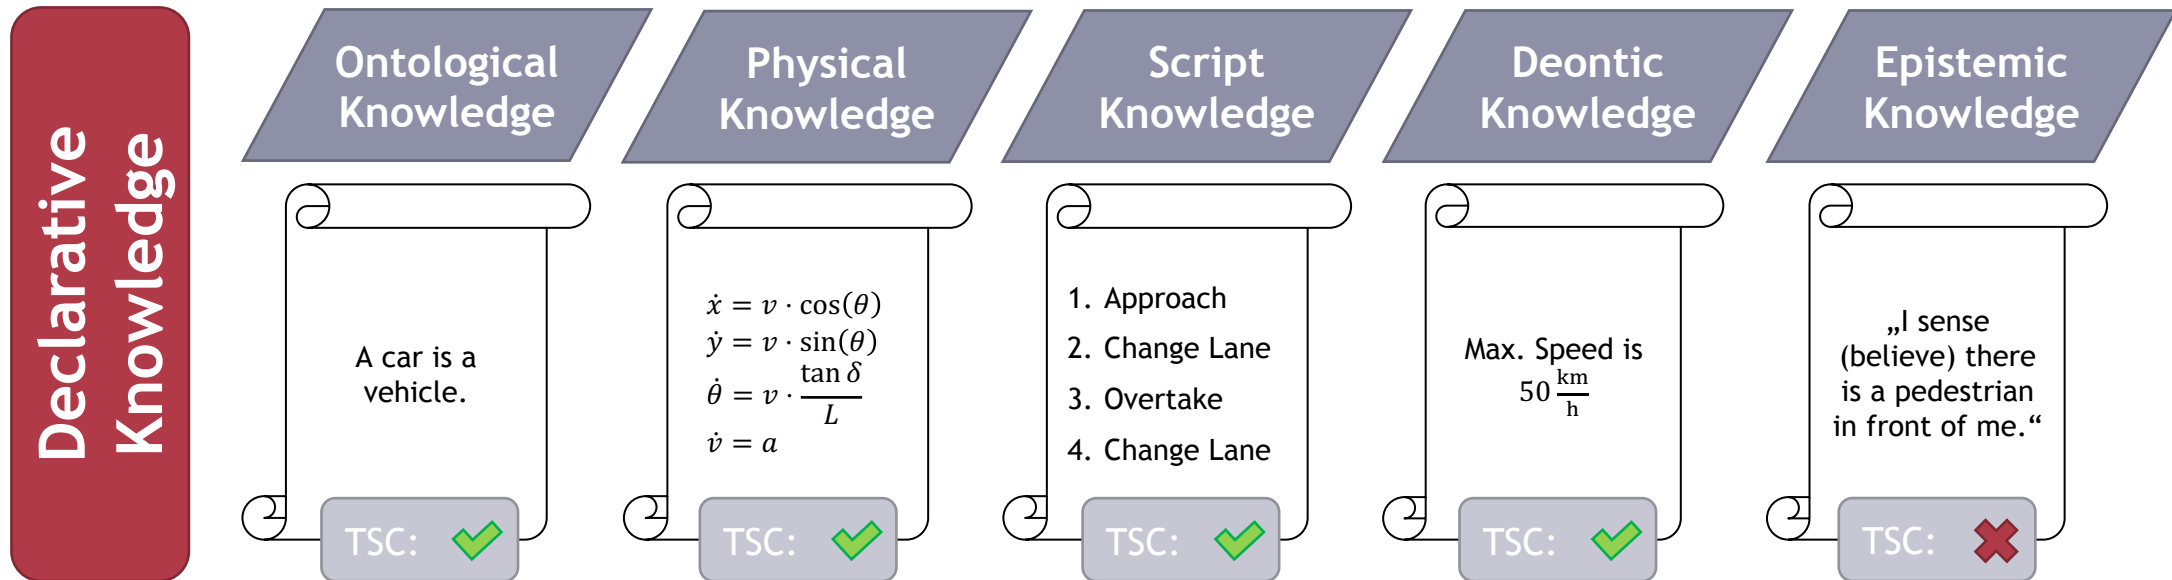 Declarative
Knowledge
Ontological
Knowledge
A car is a
vehicle.
TSC:
Physical
Knowledge
ẋ = v · cos(θ)
ẏ = v · sin(θ)
θ̇ = v · tan δ / L
v̇ = a
TSC:
Script
Knowledge
1. Approach
2. Change Lane
3. Overtake
4. Change Lane
TSC:
Deontic
Knowledge
Max. Speed is
50 km/h
TSC:
Epistemic
Knowledge
„I sense
(believe) there
is a pedestrian
in front of me.“
TSC: